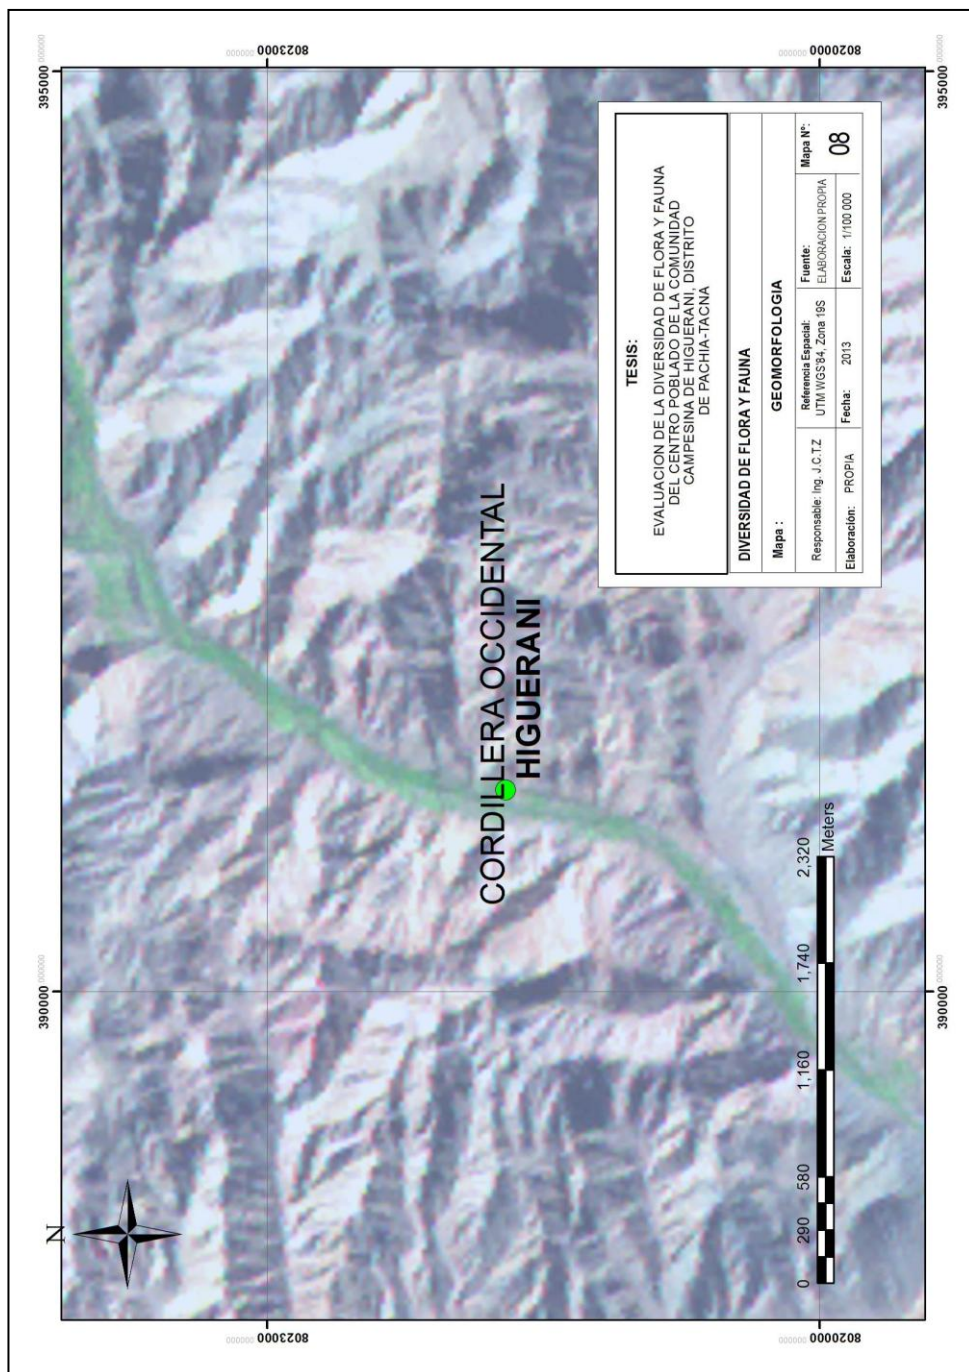 N
395000
395000
390000
390000
8023000
8023000
8020000
8020000
CORDILLERA OCCIDENTAL
HIGUERANI
0 290 580 1,160 1,740 2,320
Meters
TESIS:
EVALUACION DE LA DIVERSIDAD DE FLORA Y FAUNA
DEL CENTRO POBLADO DE LA COMUNIDAD
CAMPESINA DE HIGUERANI, DISTRITO
DE PACHIA-TACNA
DIVERSIDAD DE FLORA Y FAUNA
Mapa : GEOMORFOLOGIA
Responsable: Ing. J.C.T.Z
Referencia Espacial:
UTM WGS'84, Zona 19S
Fuente:
ELABORACION PROPIA
Mapa Nº:
08
Elaboración: PROPIA
Fecha: 2013
Escala: 1/100 000